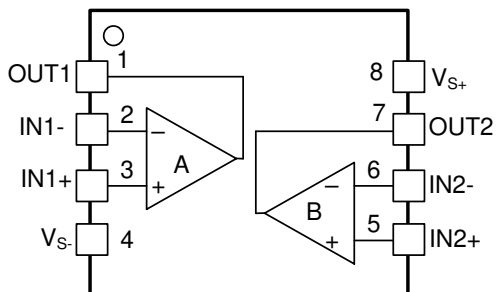 OUT1 1
8 VS+
7 OUT2
IN1- 2 −
A
IN1+ 3 +
6 IN2-
−
B
VS- 4
5 IN2+
+